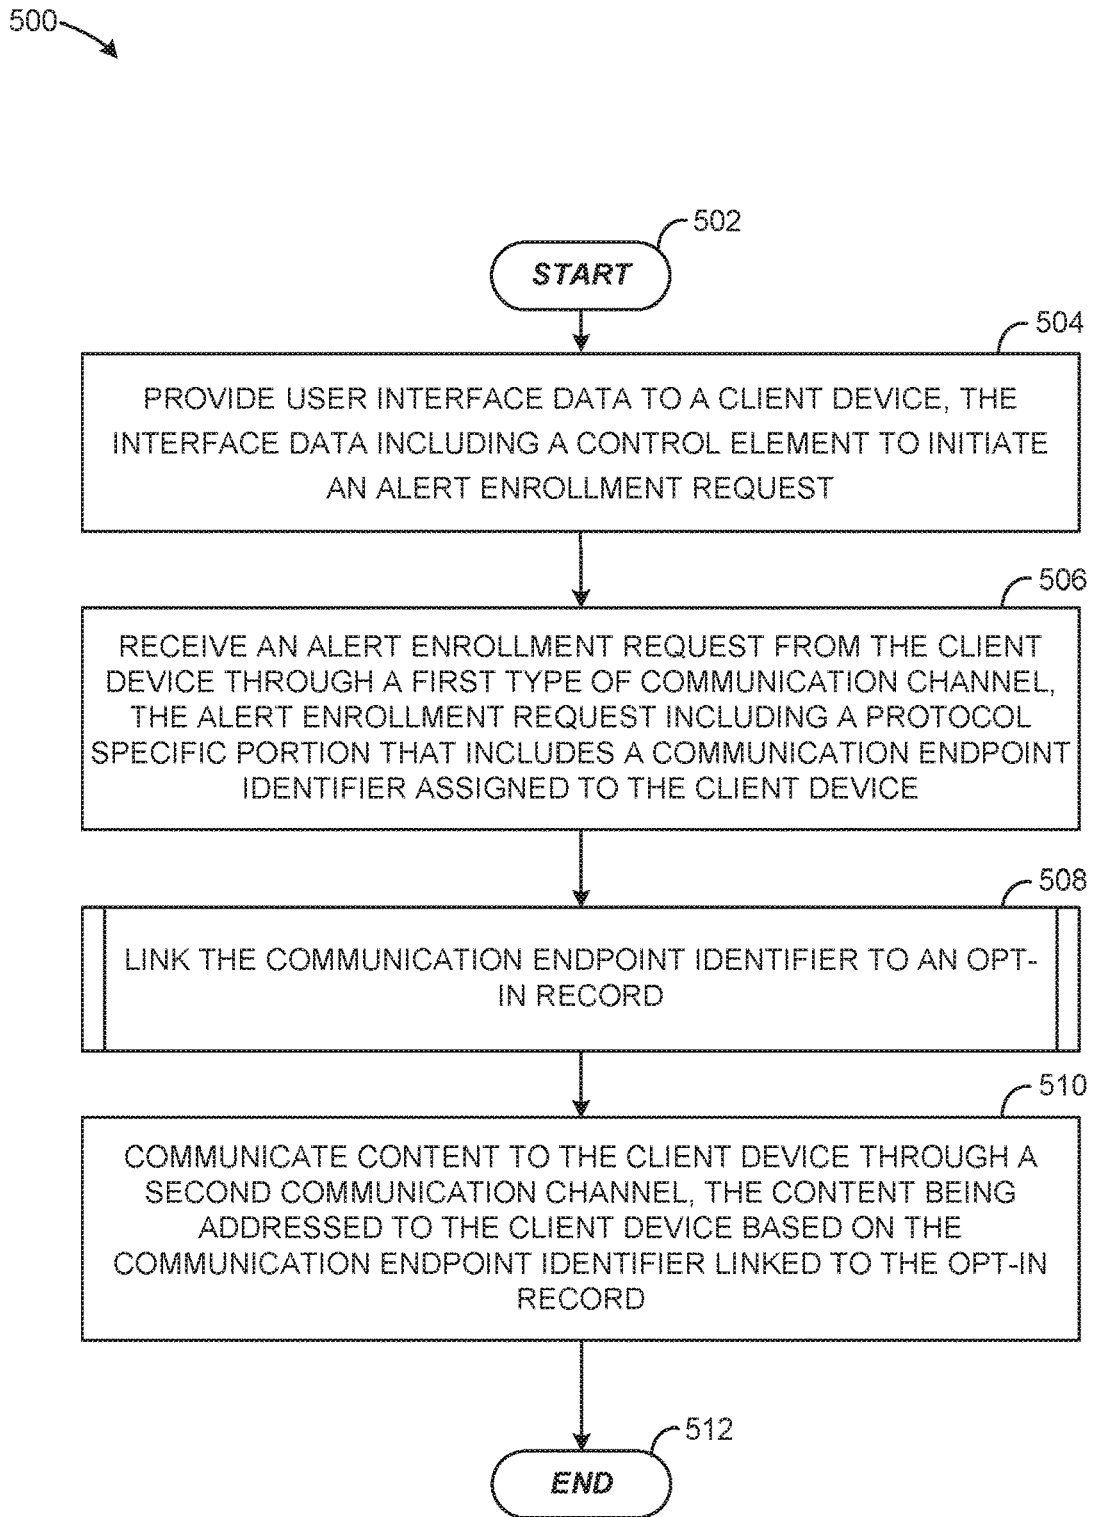 500
502
START
504
PROVIDE USER INTERFACE DATA TO A CLIENT DEVICE, THE
INTERFACE DATA INCLUDING A CONTROL ELEMENT TO INITIATE
AN ALERT ENROLLMENT REQUEST
506
RECEIVE AN ALERT ENROLLMENT REQUEST FROM THE CLIENT
DEVICE THROUGH A FIRST TYPE OF COMMUNICATION CHANNEL,
THE ALERT ENROLLMENT REQUEST INCLUDING A PROTOCOL
SPECIFIC PORTION THAT INCLUDES A COMMUNICATION ENDPOINT
IDENTIFIER ASSIGNED TO THE CLIENT DEVICE
508
LINK THE COMMUNICATION ENDPOINT IDENTIFIER TO AN OPT-
IN RECORD
510
COMMUNICATE CONTENT TO THE CLIENT DEVICE THROUGH A
SECOND COMMUNICATION CHANNEL, THE CONTENT BEING
ADDRESSED TO THE CLIENT DEVICE BASED ON THE
COMMUNICATION ENDPOINT IDENTIFIER LINKED TO THE OPT-IN
RECORD
512
END